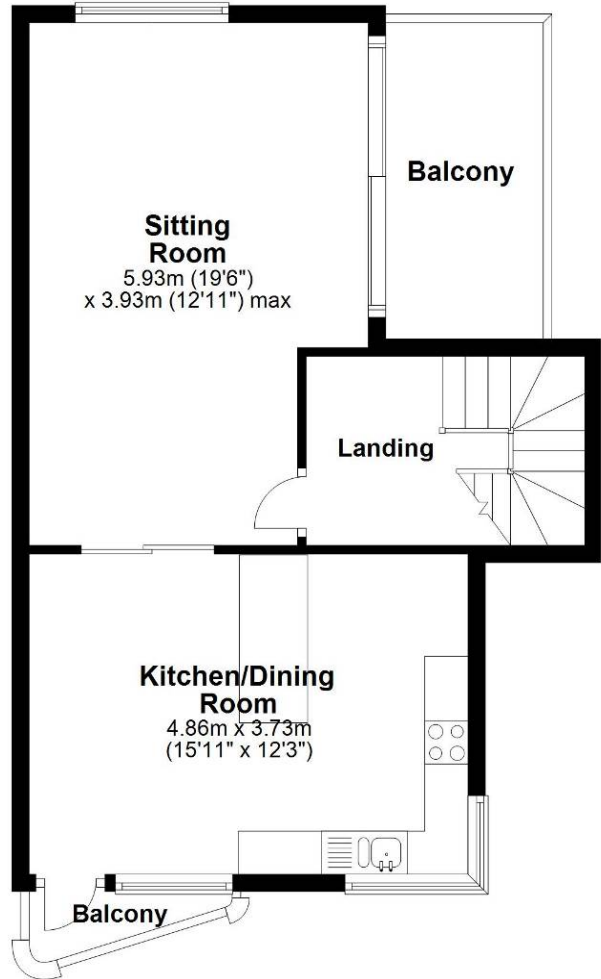 Balcony
Sitting
Room
5.93m (19'6")
x 3.93m (12'11") max
Landing
Kitchen/Dining
Room
4.86m x 3.73m
(15'11" x 12'3")
Balcony